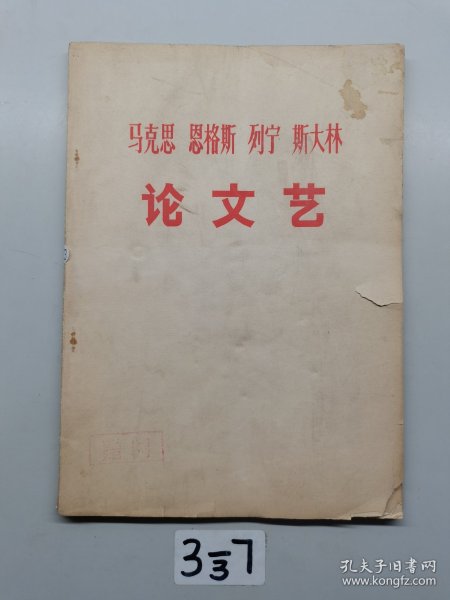 马克思 恩格斯 列宁 斯大林
论文艺
3 3 7
孔夫子旧书网
www.kongfz.com